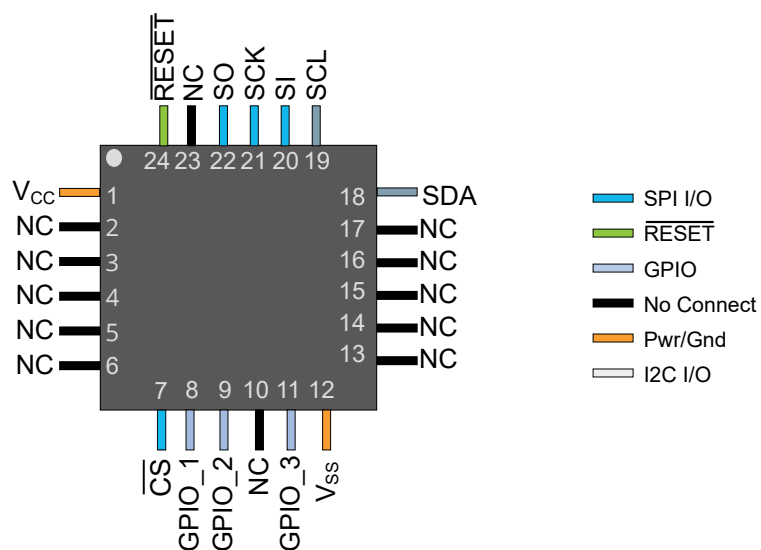 RESET
NC
SO
SCK
SI
SCL
24 23 22 21 20 19
V_CC 1
NC 2
NC 3
NC 4
NC 5
NC 6
18 SDA
17 NC
16 NC
15 NC
14 NC
13 NC
7 8 9 10 11 12
CS
GPIO_1
GPIO_2
NC
GPIO_3
V_SS
SPI I/O
RESET
GPIO
No Connect
Pwr/Gnd
I2C I/O